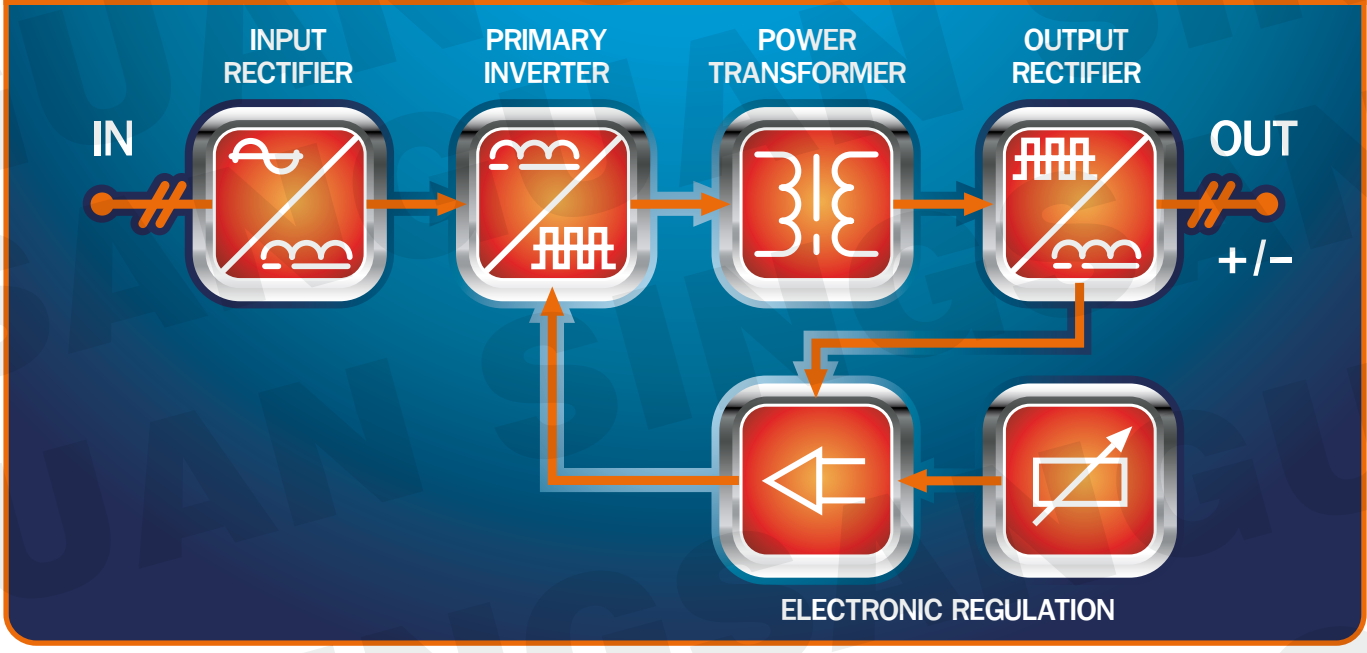 INPUT
RECTIFIER
PRIMARY
INVERTER
POWER
TRANSFORMER
OUTPUT
RECTIFIER
IN
OUT
+/-
ELECTRONIC REGULATION